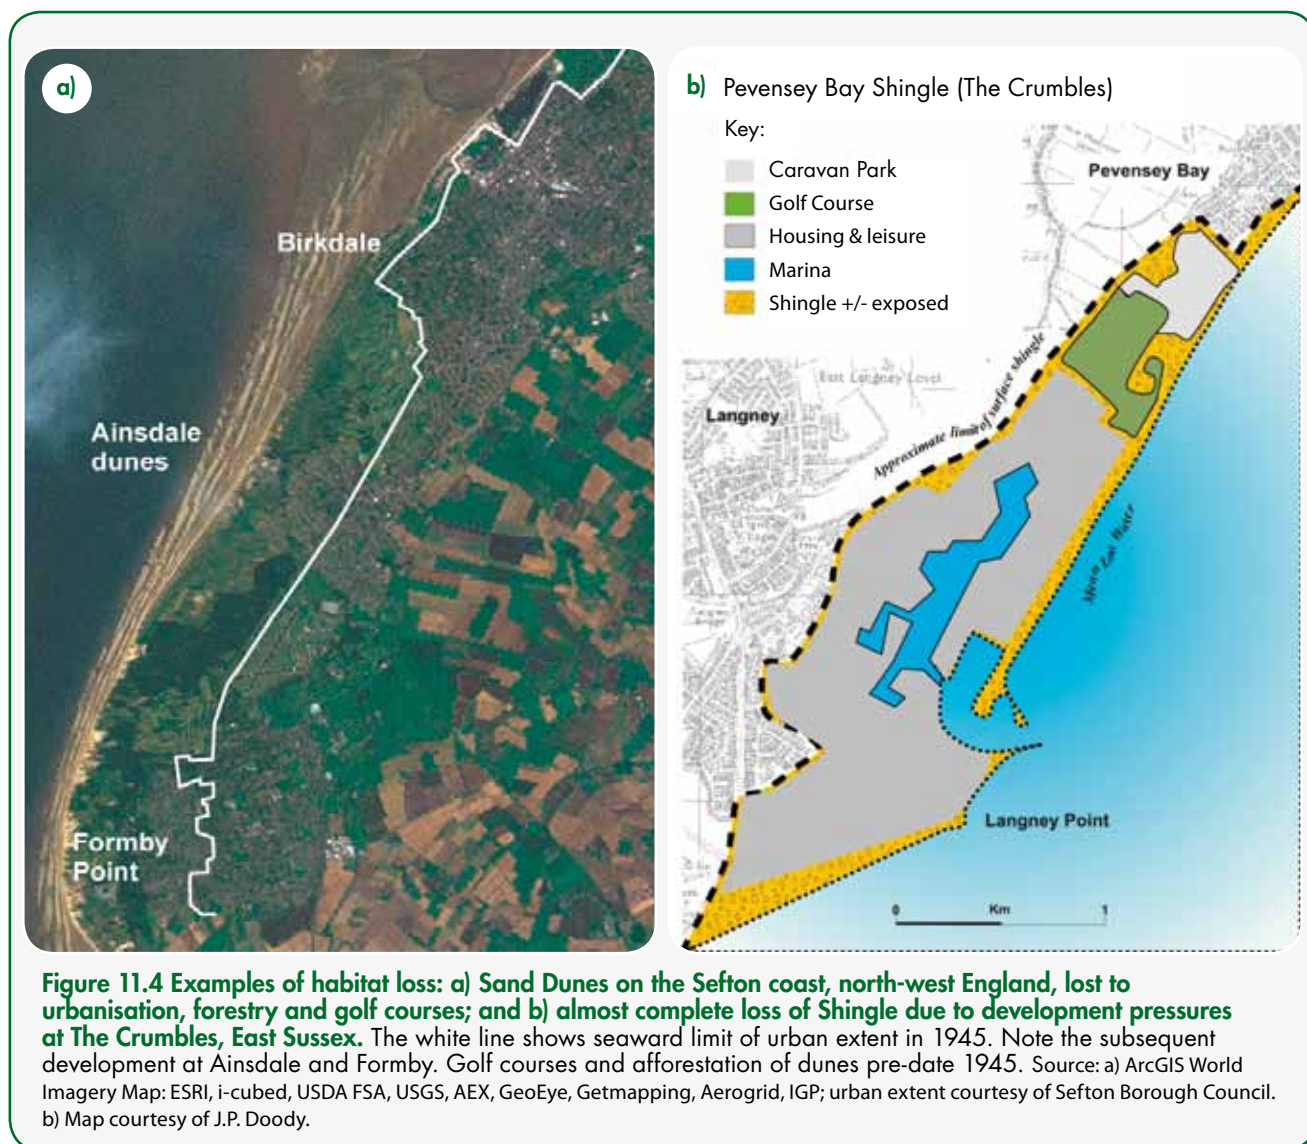 a)
Birkdale
Ainsdale
dunes
Formby
Point
b) Pevensey Bay Shingle (The Crumbles)
Key:
Caravan Park
Golf Course
Housing & leisure
Marina
Shingle +/- exposed
Pevensey Bay
East Langney Level
Langney
Approximate limit of surface shingle
Mean Low Water
Langney Point
0 Km 1
Figure 11.4 Examples of habitat loss: a) Sand Dunes on the Sefton coast, north-west England, lost to
urbanisation, forestry and golf courses; and b) almost complete loss of Shingle due to development pressures
at The Crumbles, East Sussex. The white line shows seaward limit of urban extent in 1945. Note the subsequent
development at Ainsdale and Formby. Golf courses and afforestation of dunes pre-date 1945. Source: a) ArcGIS World
Imagery Map: ESRI, i-cubed, USDA FSA, USGS, AEX, GeoEye, Getmapping, Aerogrid, IGP; urban extent courtesy of Sefton Borough Council.
b) Map courtesy of J.P. Doody.